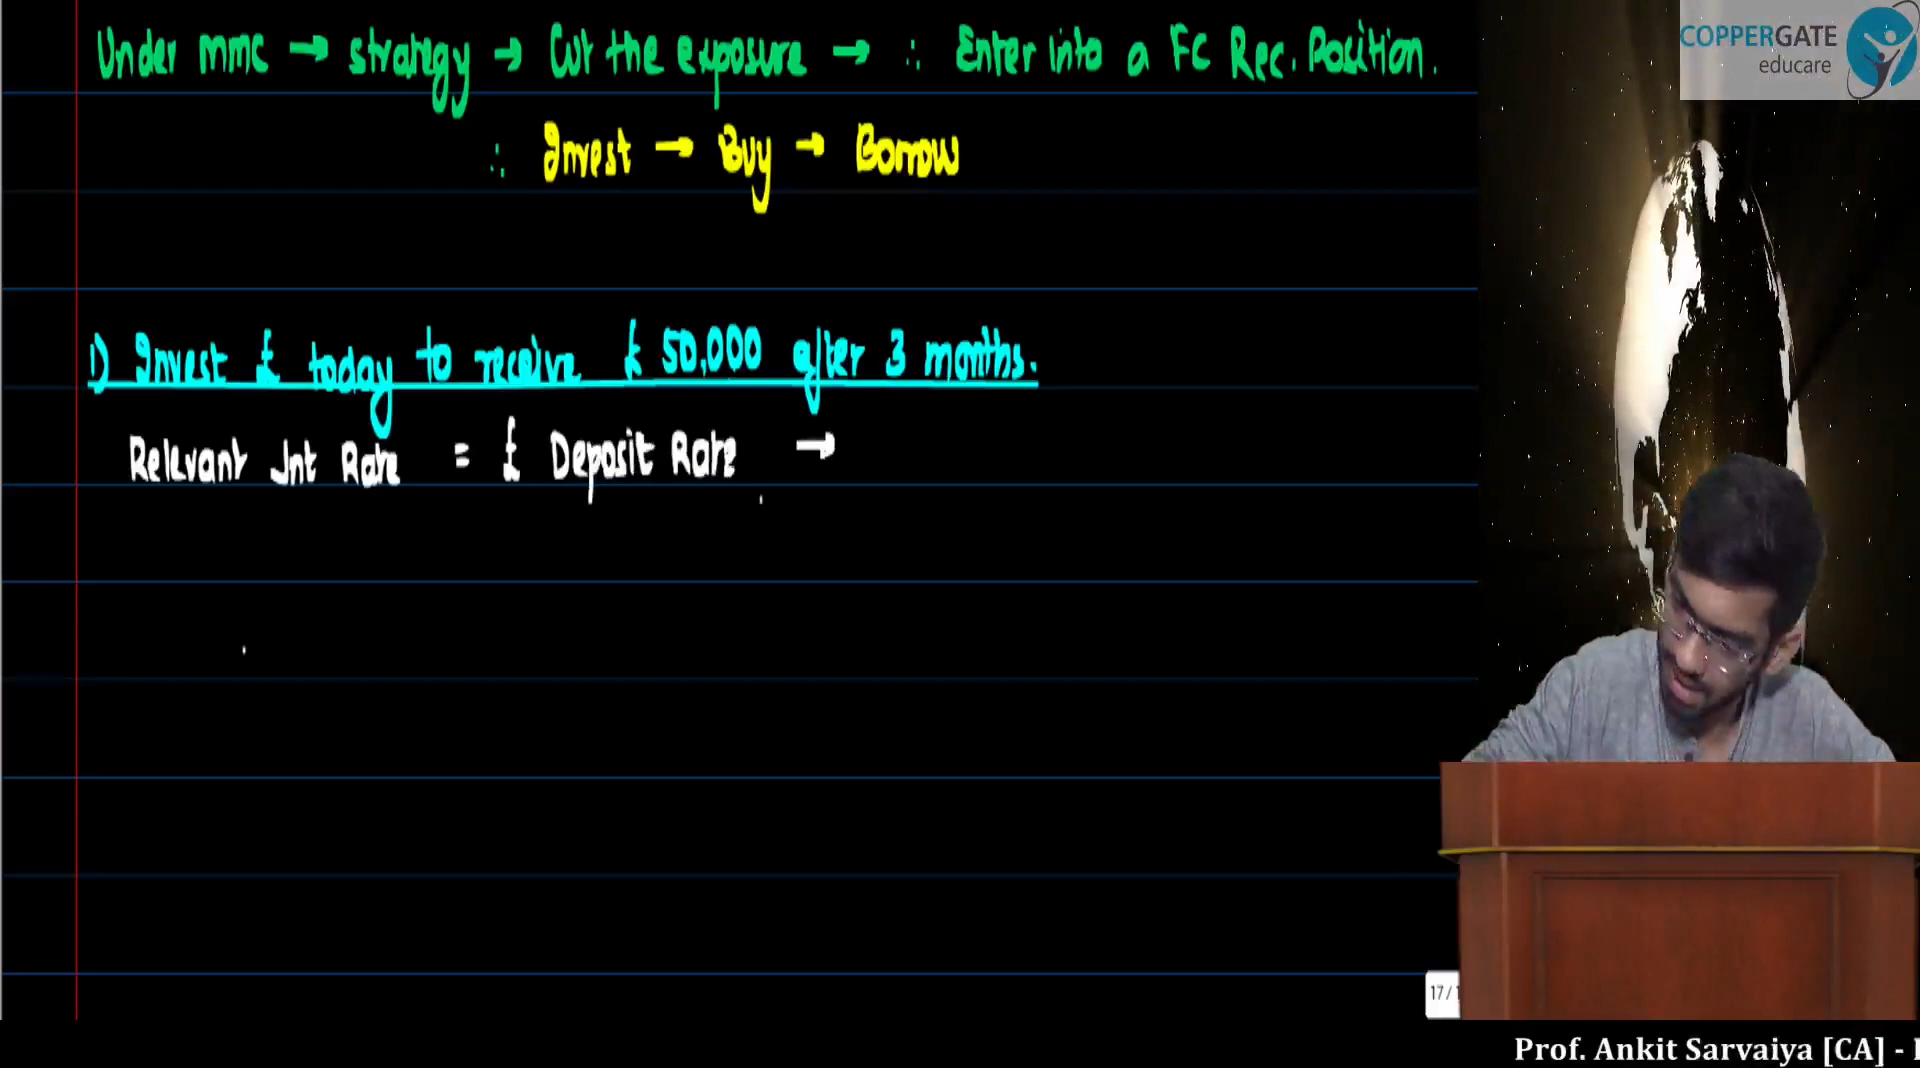 Under MMC → strategy → Cut the exposure → ∴ Enter into a FC Rec. Position.
∴ Invest → Buy → Borrow
1) Invest £ today to receive £ 50,000 after 3 months.
Relevant Int Rate = £ Deposit Rate →
COPPERGATE
educare
17/1
Prof. Ankit Sarvaiya [CA] -